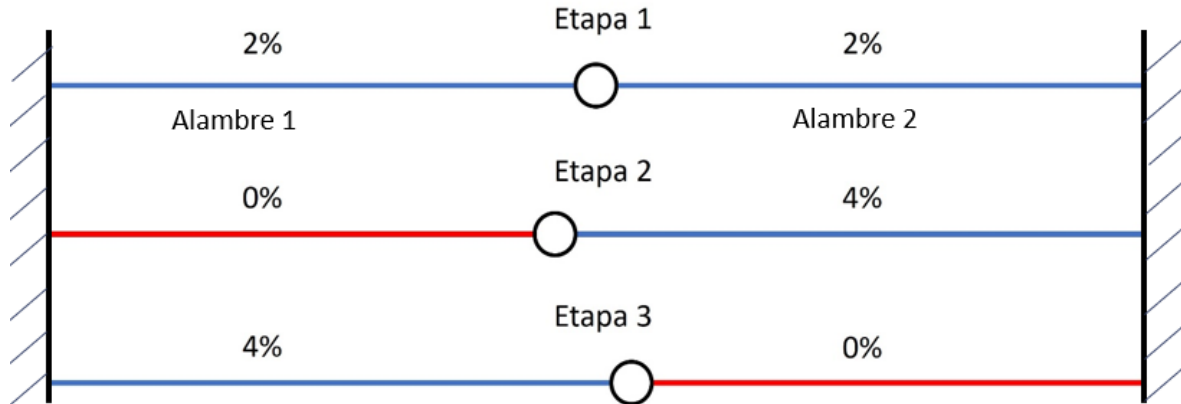 Etapa 1
2% 2%
Alambre 1 Alambre 2
Etapa 2
0% 4%
Etapa 3
4% 0%